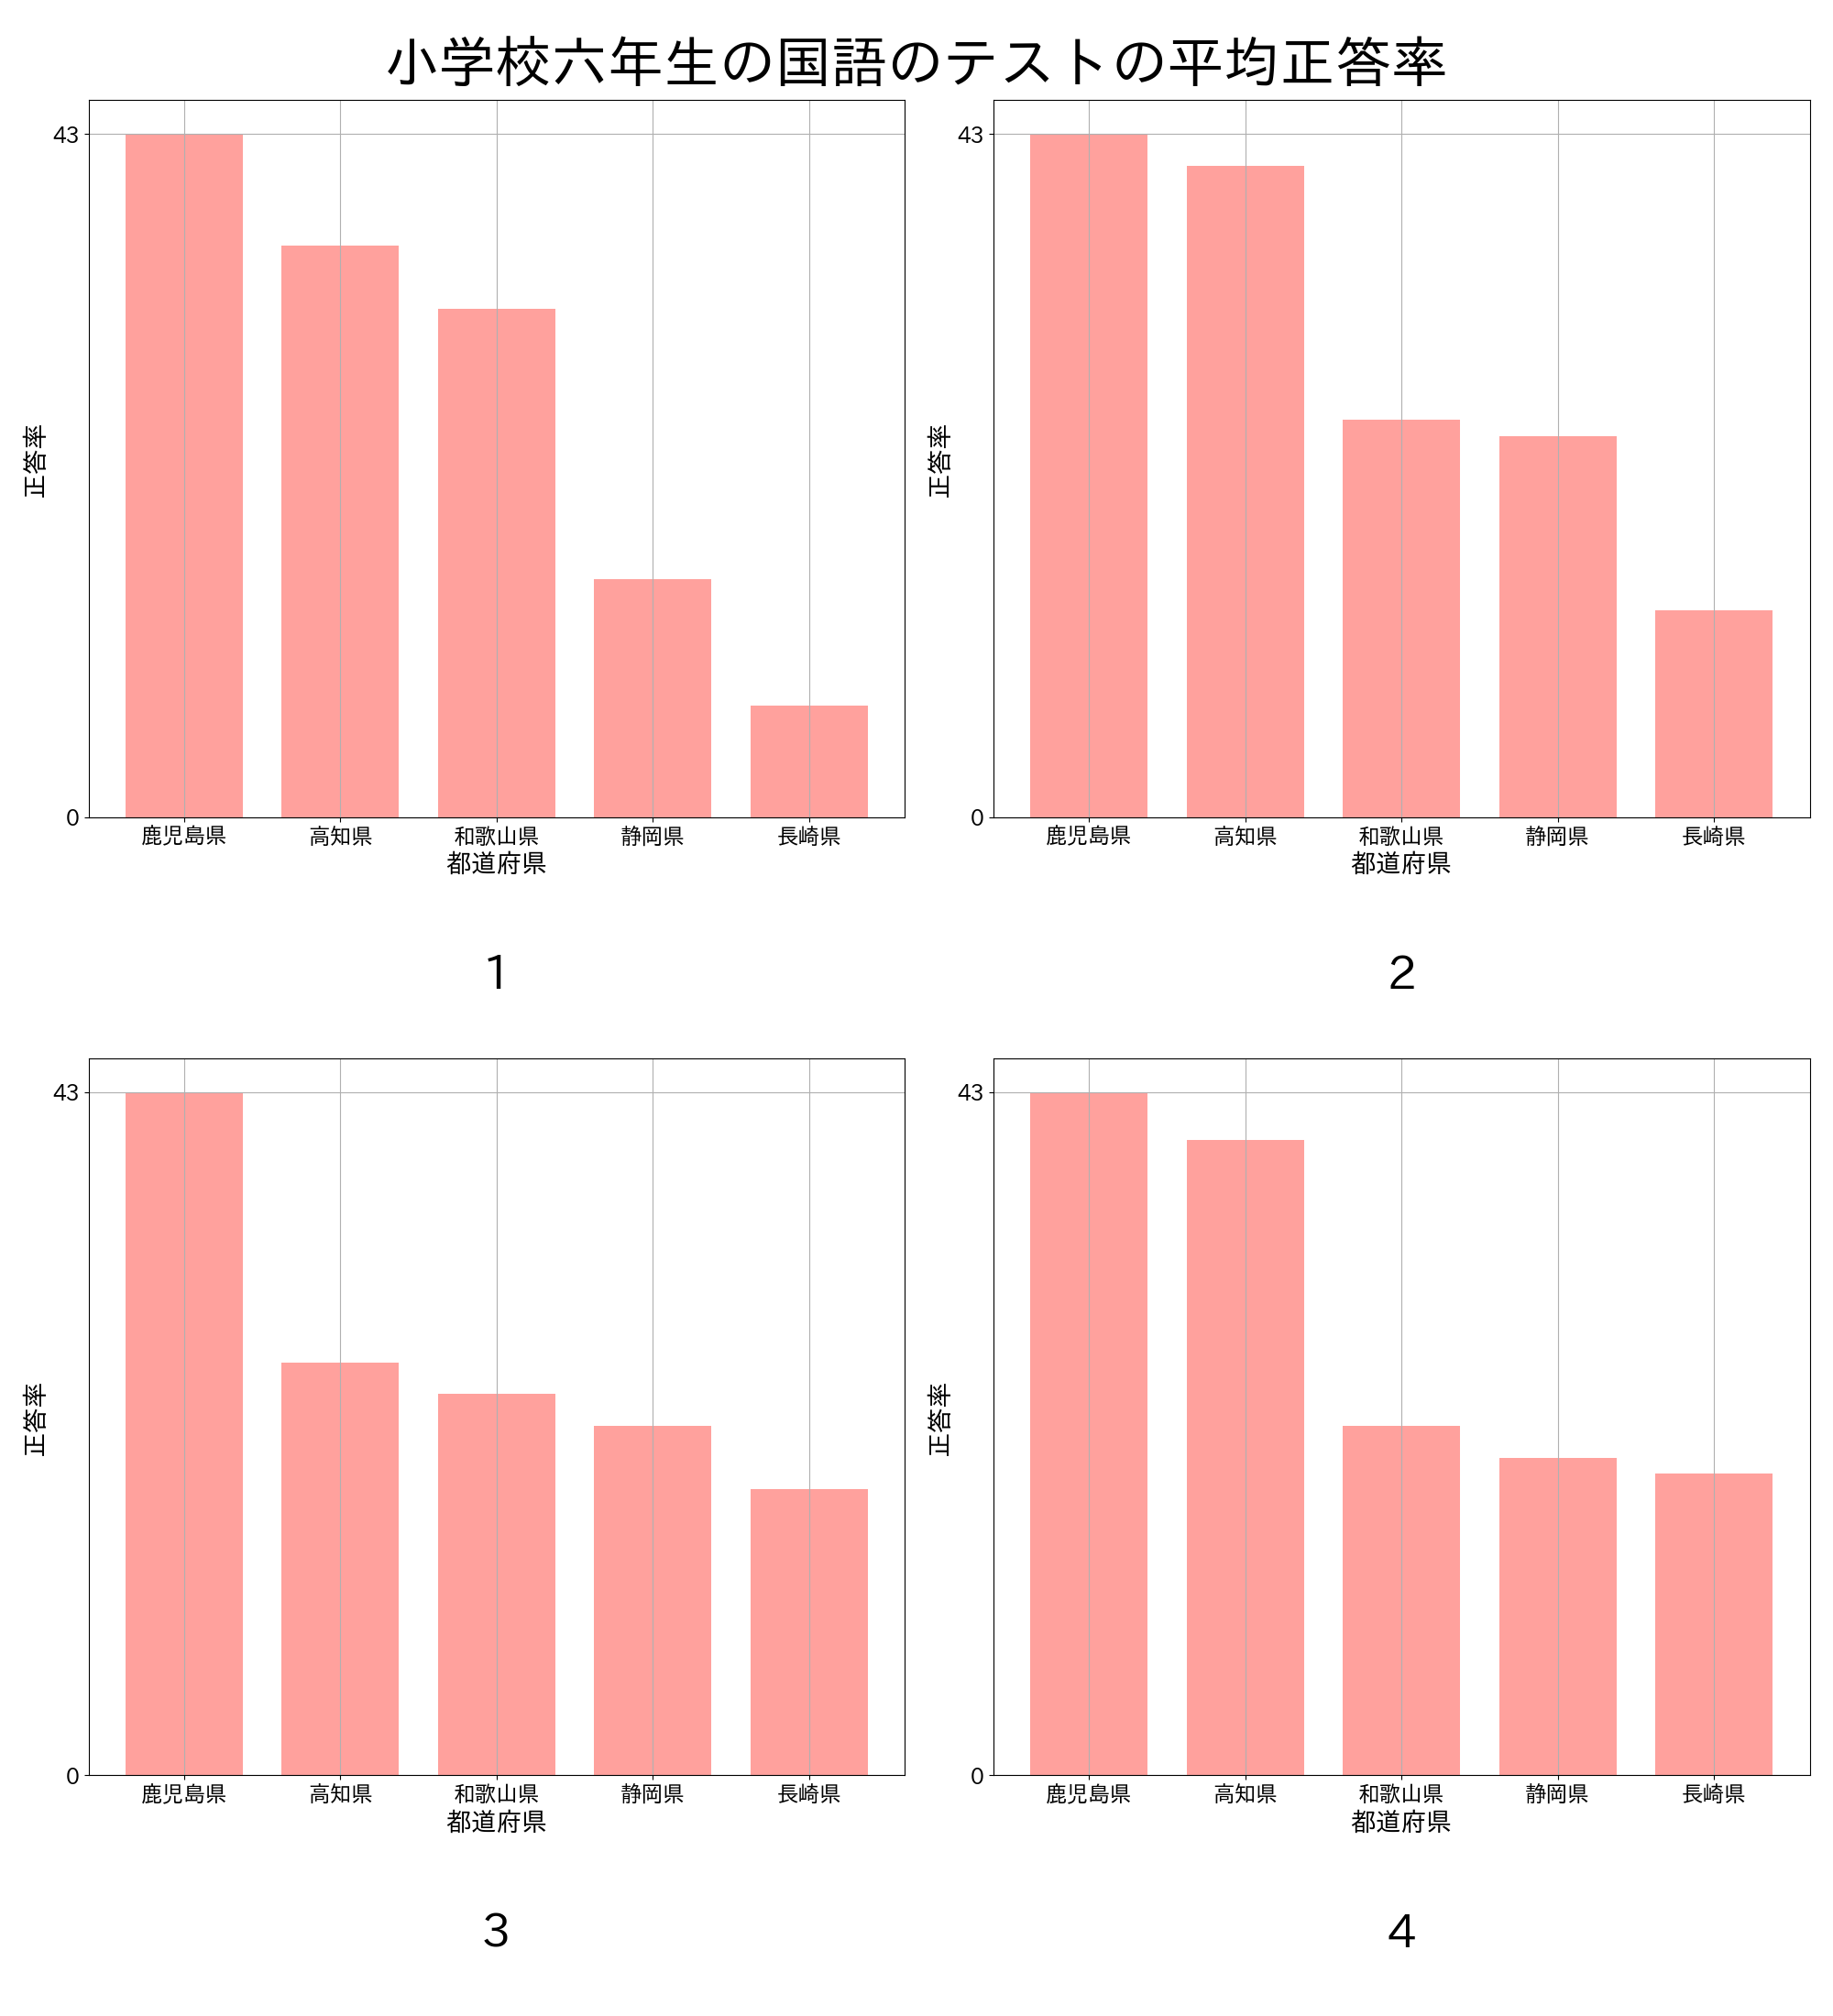 小学校六年生の国語のテストの平均正答率
43
0
正答率
鹿児島県 高知県 和歌山県 静岡県 長崎県
都道府県
1
43
0
正答率
鹿児島県 高知県 和歌山県 静岡県 長崎県
都道府県
2
43
0
正答率
鹿児島県 高知県 和歌山県 静岡県 長崎県
都道府県
3
43
0
正答率
鹿児島県 高知県 和歌山県 静岡県 長崎県
都道府県
4